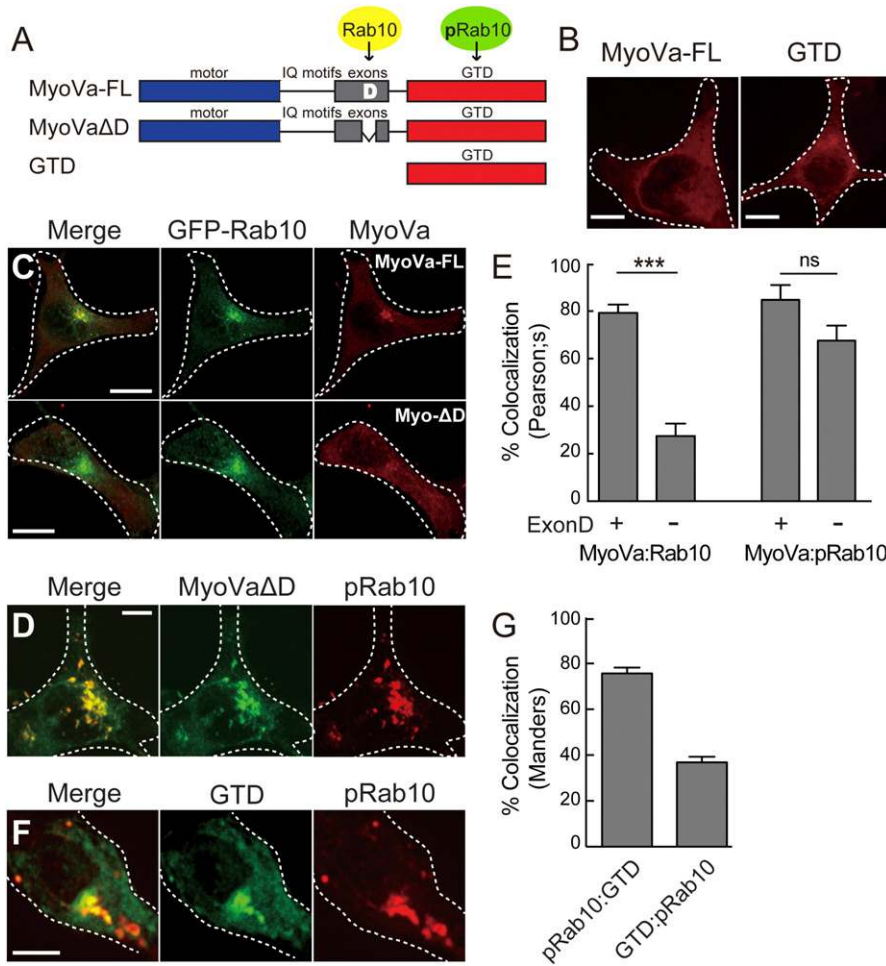 A
Rab10
pRab10
motor
IQ motifs
exons
GTD
MyoVa-FL
D
motor
IQ motifs
exons
GTD
MyoVaΔD
GTD
GTD
B
MyoVa-FL
GTD
Merge
GFP-Rab10
MyoVa
C
MyoVa-FL
Myo-ΔD
E
% Colocalization
(Pearson;s)
100
80
60
40
20
0
***
ns
ExonD
+
-
+
-
MyoVa:Rab10
MyoVa:pRab10
Merge
MyoVaΔD
pRab10
D
Merge
GTD
pRab10
F
G
% Colocalization
(Manders)
100
80
60
40
20
0
pRab10:GTD
GTD:pRab10